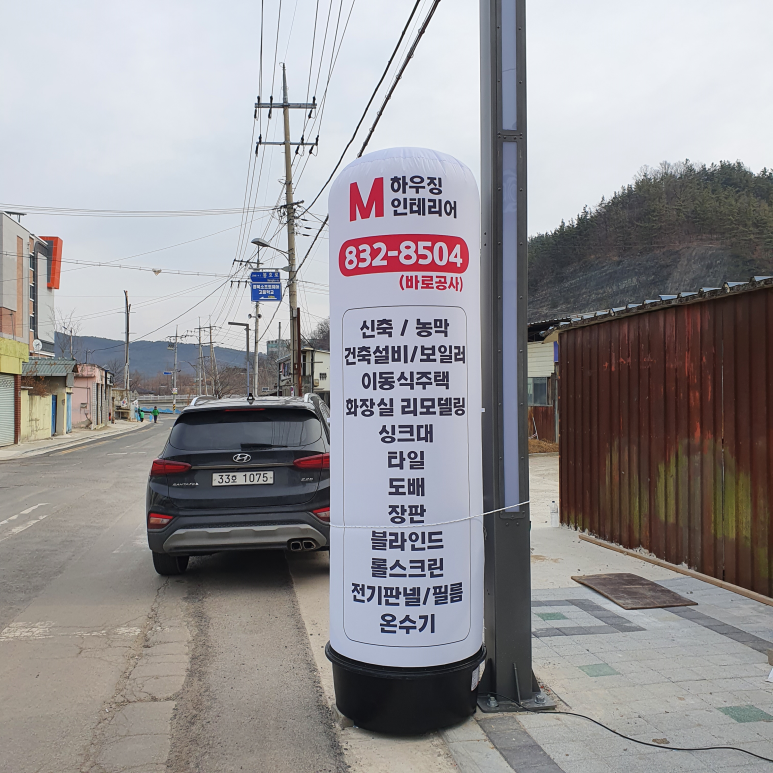 M 하우징
인테리어
832-8504
(바로공사)
신축 / 농막
건축설비/보일러
이동식주택
화장실 리모델링
싱크대
타일
도배
장판
블라인드
롤스크린
전기판넬/필름
온수기
33호 1075
SANTA FE